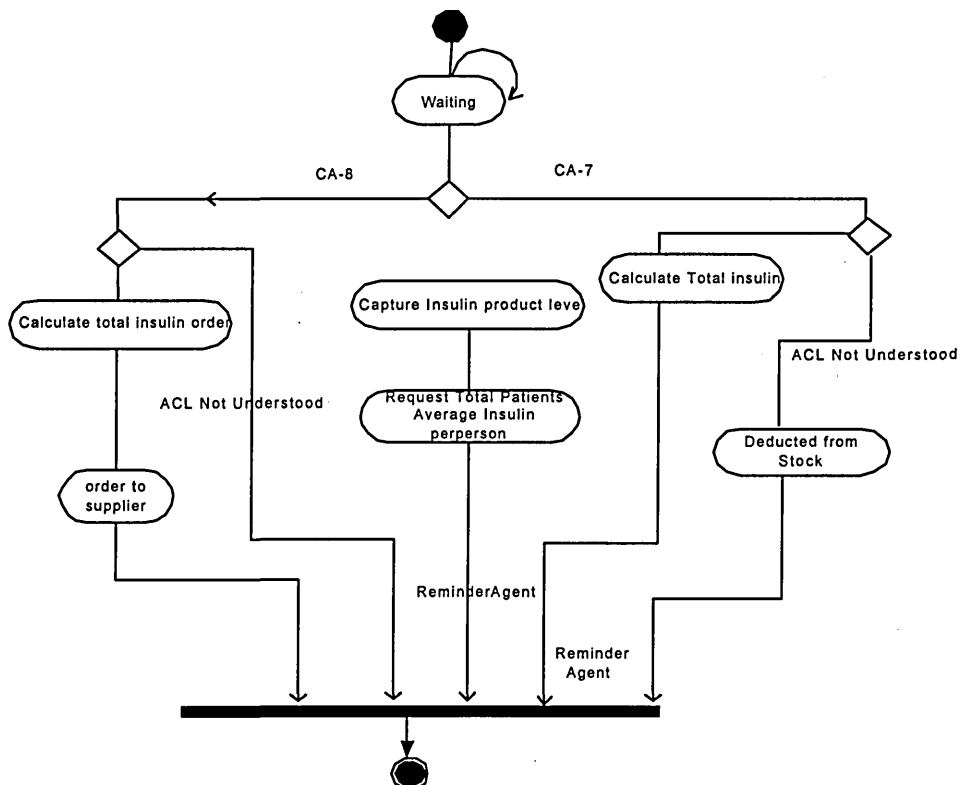 Waiting
CA-8
CA-7
Calculate Total insulin
Capture Insulin product leve
Calculate total insulin order
ACL Not Understood
ACL Not Understood
Request Total Patients
Average Insulin
perperson
Deducted from
Stock
order to
supplier
ReminderAgent
Reminder
Agent